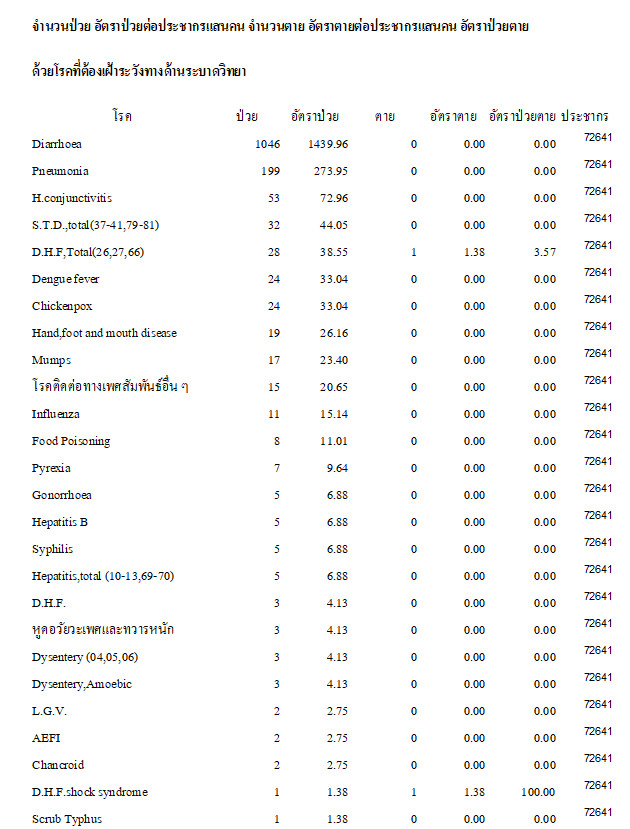 จำนวนป่วย อัตราป่วยต่อประชากรแสนคน จำนวนตาย อัตราตายต่อประชากรแสนคน อัตราป่วยตาย
ด้วยโรคที่ต้องเฝ้าระวังทางด้านระบาดวิทยา
โรค ป่วย อัตราป่วย ตาย อัตราตาย อัตราป่วยตาย ประชากร
Diarrhoea 1046 1439.96 0 0.00 0.00 72641
Pneumonia 199 273.95 0 0.00 0.00 72641
H.conjunctivitis 53 72.96 0 0.00 0.00 72641
S.T.D.,total(37-41,79-81) 32 44.05 0 0.00 0.00 72641
D.H.F,Total(26,27,66) 28 38.55 1 1.38 3.57 72641
Dengue fever 24 33.04 0 0.00 0.00 72641
Chickenpox 24 33.04 0 0.00 0.00 72641
Hand,foot and mouth disease 19 26.16 0 0.00 0.00 72641
Mumps 17 23.40 0 0.00 0.00 72641
โรคติดต่อทางเพศสัมพันธ์อื่น ๆ 15 20.65 0 0.00 0.00 72641
Influenza 11 15.14 0 0.00 0.00 72641
Food Poisoning 8 11.01 0 0.00 0.00 72641
Pyrexia 7 9.64 0 0.00 0.00 72641
Gonorrhoea 5 6.88 0 0.00 0.00 72641
Hepatitis B 5 6.88 0 0.00 0.00 72641
Syphilis 5 6.88 0 0.00 0.00 72641
Hepatitis,total (10-13,69-70) 5 6.88 0 0.00 0.00 72641
D.H.F. 3 4.13 0 0.00 0.00 72641
หูดอวัยวะเพศและทวารหนัก 3 4.13 0 0.00 0.00 72641
Dysentery (04,05,06) 3 4.13 0 0.00 0.00 72641
Dysentery,Amoebic 3 4.13 0 0.00 0.00 72641
L.G.V. 2 2.75 0 0.00 0.00 72641
AEFI 2 2.75 0 0.00 0.00 72641
Chancroid 2 2.75 0 0.00 0.00 72641
D.H.F.shock syndrome 1 1.38 1 1.38 100.00 72641
Scrub Typhus 1 1.38 0 0.00 0.00 72641